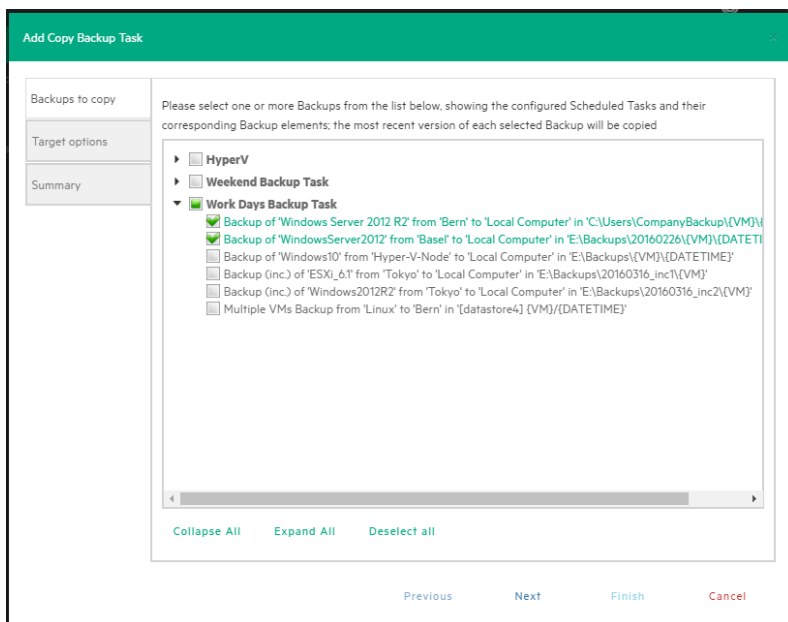 Add Copy Backup Task
Backups to copy
Target options
Summary
Please select one or more Backups from the list below, showing the configured Scheduled Tasks and their
corresponding Backup elements; the most recent version of each selected Backup will be copied
HyperV
Weekend Backup Task
Work Days Backup Task
Backup of 'Windows Server 2012 R2' from 'Bern' to 'Local Computer' in 'C:\Users\CompanyBackup\{VM}\{
Backup of 'WindowsServer2012' from 'Basel' to 'Local Computer' in 'E:\Backups\20160226\{VM}\{DATETI
Backup of 'Windows10' from 'Hyper-V-Node' to 'Local Computer' in 'E:\Backups\{VM}\{DATETIME}'
Backup (inc.) of 'ESXi_6.1' from 'Tokyo' to 'Local Computer' in 'E:\Backups\20160316_inc1\{VM}'
Backup (inc.) of 'Windows2012R2' from 'Tokyo' to 'Local Computer' in 'E:\Backups\20160316_inc2\{VM}'
Multiple VMs Backup from 'Linux' to 'Bern' in '[datastore4] {VM}/{DATETIME}'
Collapse All Expand All Deselect all
Previous Next Finish Cancel